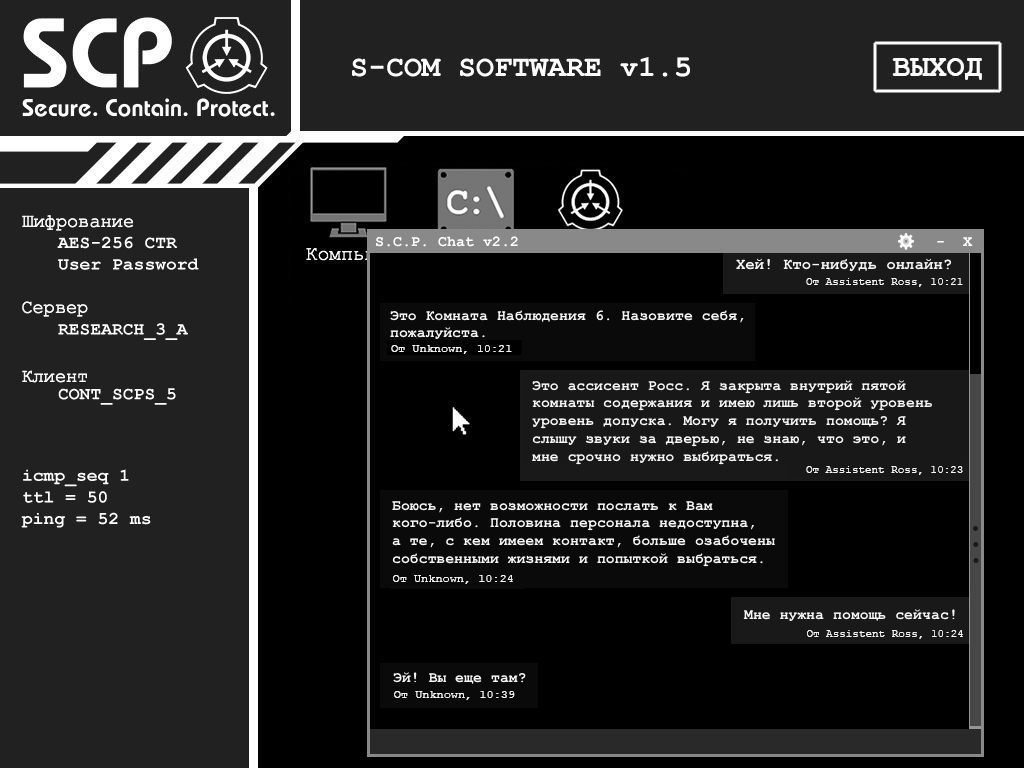 SCP
Secure. Contain. Protect.
S-COM SOFTWARE v1.5
ВЫХОД
Шифрование
AES-256 CTR
User Password
Сервер
RESEARCH_3_A
Клиент
CONT_SCPS_5
icmp_seq 1
ttl = 50
ping = 52 ms
C:\
Компь
S.C.P. Chat v2.2
- X
Хей! Кто-нибудь онлайн?
От Assistent Ross, 10:21
Это Комната Наблюдения 6. Назовите себя,
пожалуйста.
От Unknown, 10:21
Это ассисент Росс. Я закрыта внутрий пятой
комнаты содержания и имею лишь второй уровень
уровень допуска. Могу я получить помощь? Я
слышу звуки за дверью, не знаю, что это, и
мне срочно нужно выбираться.
От Assistent Ross, 10:23
Боюсь, нет возможности послать к Вам
кого-либо. Половина персонала недоступна,
а те, с кем имеем контакт, больше озабочены
собственными жизнями и попыткой выбраться.
От Unknown, 10:24
Мне нужна помощь сейчас!
От Assistent Ross, 10:24
Эй! Вы еще там?
От Unknown, 10:39